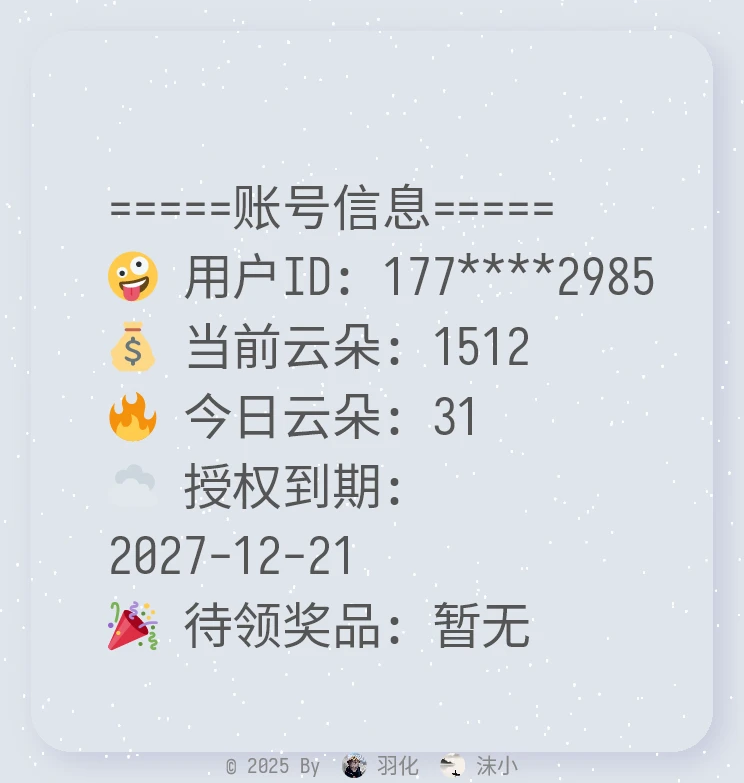 =====账号信息=====
🤪 用户ID: 177****2985
💰 当前云朵: 1512
🔥 今日云朵: 31
☁️ 授权到期:
2027-12-21
🎉 待领奖品: 暂无
© 2025 By 羽化 沫小